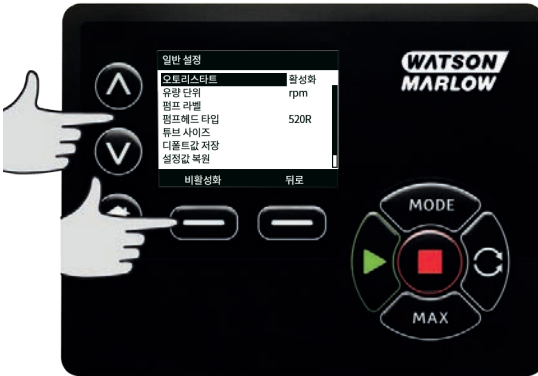 일반 설정
오토리스타트 활성화
유량 단위 rpm
펌프 라벨
펌프헤드 타입 520R
튜브 사이즈
디폴트값 저장
설정값 복원
비활성화 뒤로
WATSON
MARLOW
MODE
MAX